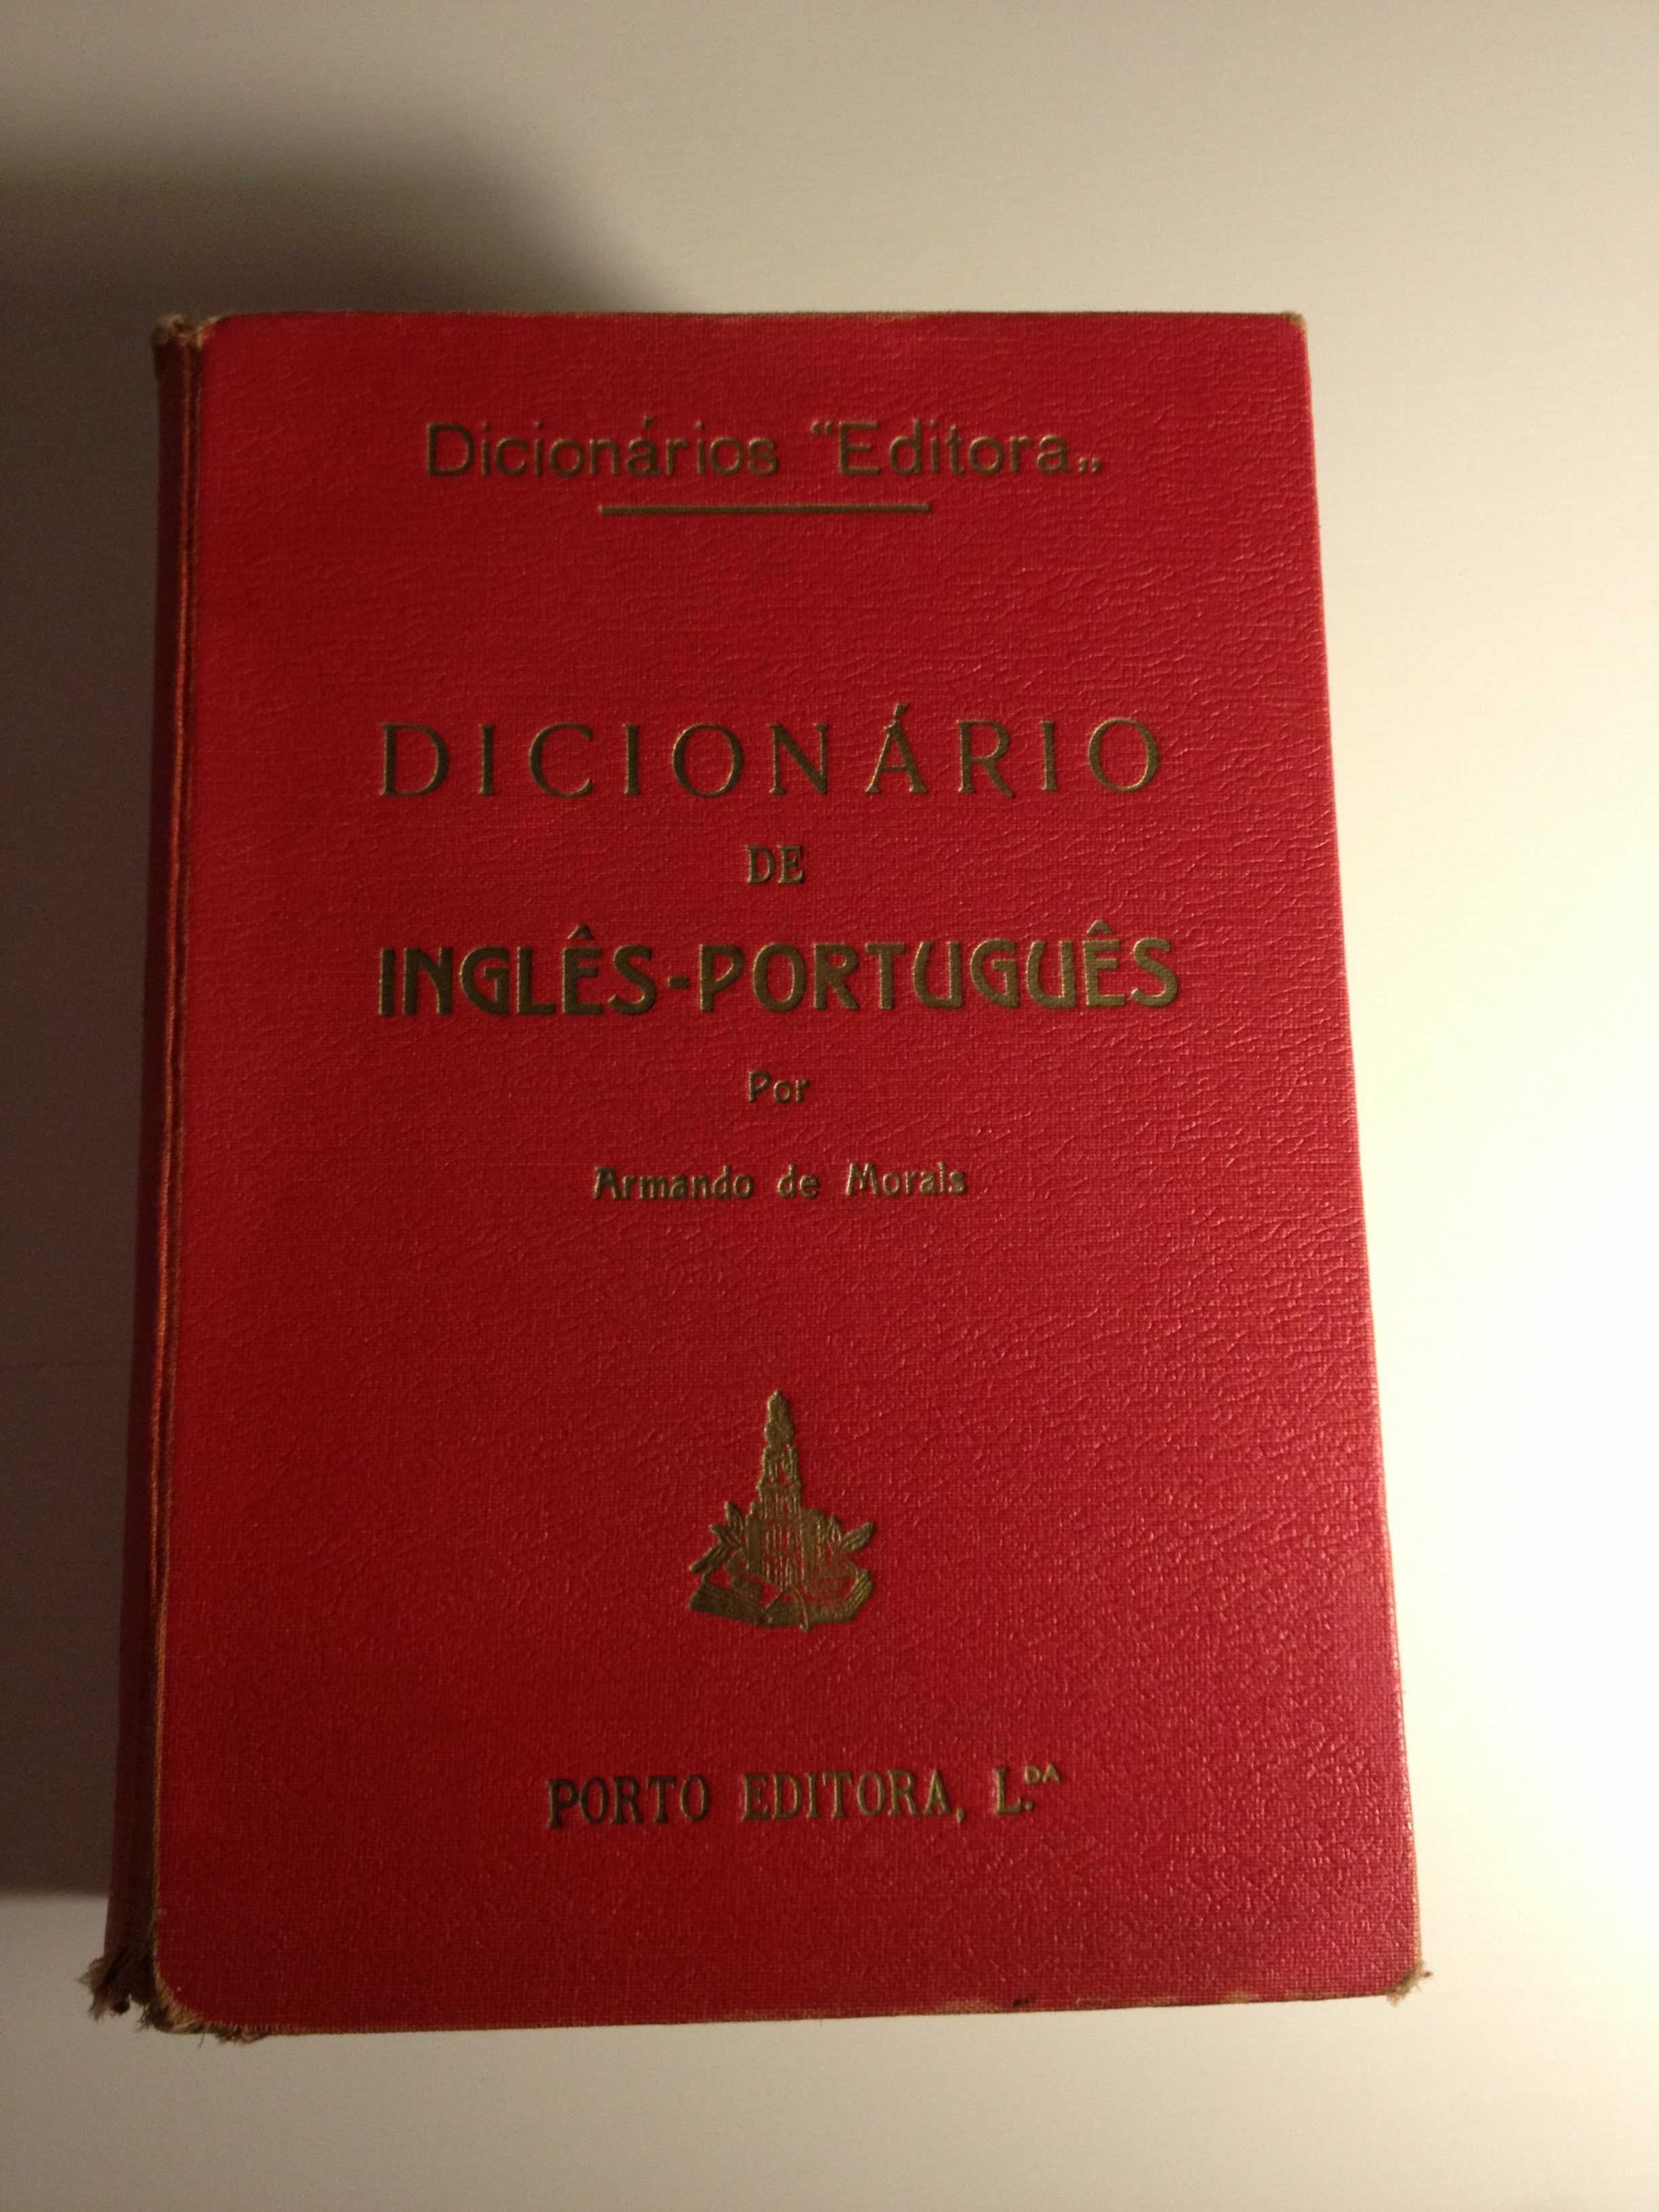 Dicionários “Editora„
DICIONÁRIO
DE
INGLÊS-PORTUGUÊS
Por
Armando de Morais
PORTO EDITORA, L.DA